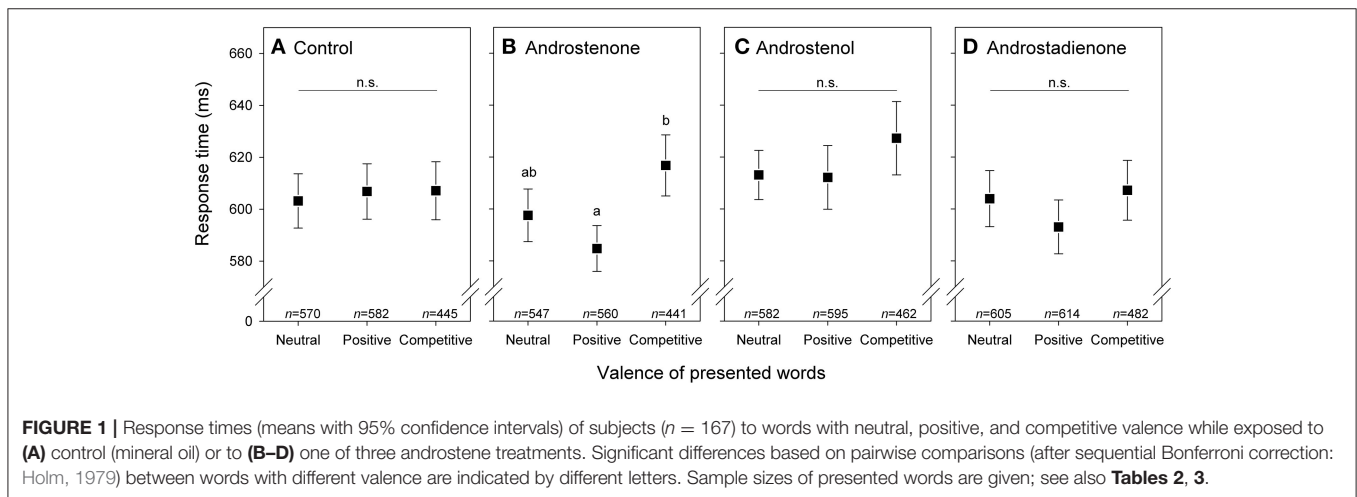 A Control
B Androstenone
C Androstenol
D Androstadienone
Response time (ms)
660
640
620
600
580
0
n.s.
ab
a
b
n.s.
n.s.
n=570 n=582 n=445
n=547 n=560 n=441
n=582 n=595 n=462
n=605 n=614 n=482
Neutral Positive Competitive
Neutral Positive Competitive
Neutral Positive Competitive
Neutral Positive Competitive
Valence of presented words
FIGURE 1 | Response times (means with 95% confidence intervals) of subjects (n = 167) to words with neutral, positive, and competitive valence while exposed to
(A) control (mineral oil) or to (B–D) one of three androstene treatments. Significant differences based on pairwise comparisons (after sequential Bonferroni correction:
Holm, 1979) between words with different valence are indicated by different letters. Sample sizes of presented words are given; see also Tables 2, 3.